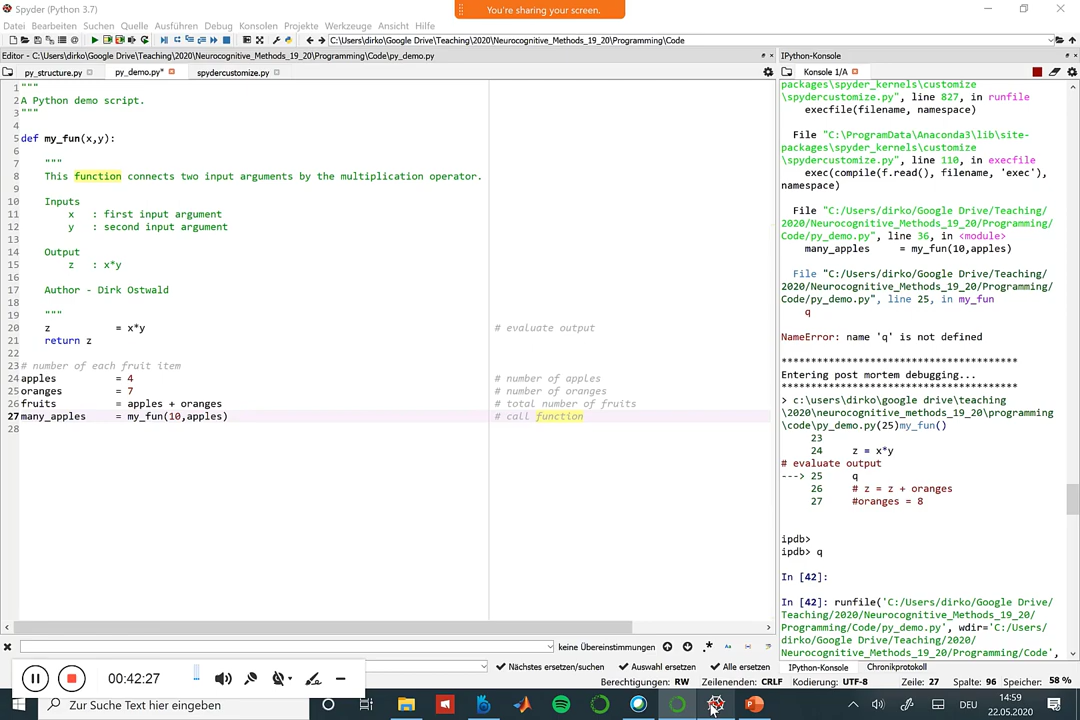 Spyder (Python 3.7)
You're sharing your screen.
Datei Bearbeiten Suchen Quelle Ausführen Debug Konsolen Projekte Werkzeuge Ansicht Hilfe
C:\Users\dirko\Google Drive\Teaching\2020\Neurocognitive_Methods_19_20\Programming\Code
Editor - C:\Users\dirko\Google Drive\Teaching\2020\Neurocognitive_Methods_19_20\Programming\Code\py_demo.py
py_structure.py py_demo.py* spydercustomize.py
1 """
2 A Python demo script.
3 """
4
5 def my_fun(x,y):
6
7 """
8 This function connects two input arguments by the multiplication operator.
9
10 Inputs
11 x : first input argument
12 y : second input argument
13
14 Output
15 z : x*y
16
17 Author - Dirk Ostwald
18
19 """
20 z = x*y # evaluate output
21 return z
22
23 # number of each fruit item
24 apples = 4 # number of apples
25 oranges = 7 # number of oranges
26 fruits = apples + oranges # total number of fruits
27 many_apples = my_fun(10,apples) # call function
28
IPython-Konsole
Konsole 1/A
packages\spyder_kernels\customize
\spydercustomize.py", line 827, in runfile
execfile(filename, namespace)
File "C:\ProgramData\Anaconda3\lib\site-
packages\spyder_kernels\customize
\spydercustomize.py", line 110, in execfile
exec(compile(f.read(), filename, 'exec'),
namespace)
File "C:/Users/dirko/Google Drive/Teaching/
2020/Neurocognitive_Methods_19_20/Programming/
Code/py_demo.py", line 36, in <module>
many_apples = my_fun(10,apples)
File "C:/Users/dirko/Google Drive/Teaching/
2020/Neurocognitive_Methods_19_20/Programming/
Code/py_demo.py", line 25, in my_fun
q
NameError: name 'q' is not defined
****************************************
Entering post mortem debugging...
****************************************
> c:\users\dirko\google drive\teaching
\2020\neurocognitive_methods_19_20\programming
\code\py_demo.py(25)my_fun()
23
24 z = x*y
# evaluate output
---> 25 q
26 # z = z + oranges
27 #oranges = 8
ipdb>
ipdb> q
In [42]:
In [42]: runfile('C:/Users/dirko/Google Drive/
Teaching/2020/Neurocognitive_Methods_19_20/
Programming/Code/py_demo.py', wdir='C:/Users/
dirko/Google Drive/Teaching/2020/
Neurocognitive_Methods_19_20/Programming/Code',
keine Übereinstimmungen
Nächstes ersetzen/suchen Auswahl ersetzen Alle ersetzen
IPython-Konsole Chronikprotokoll
Berechtigungen: RW Zeilenenden: CRLF Kodierung: UTF-8 Zeile: 27 Spalte: 96 Speicher: 58 %
00:42:27
Zur Suche Text hier eingeben
DEU
14:59
22.05.2020